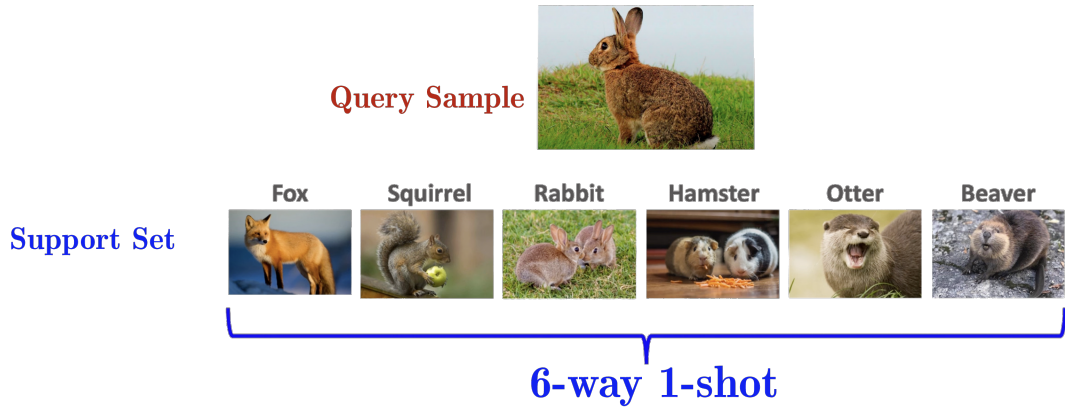 Query Sample
Fox Squirrel Rabbit Hamster Otter Beaver
Support Set
6-way 1-shot